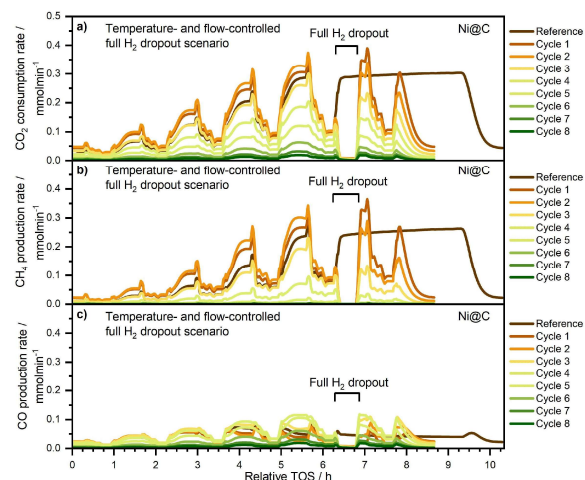 a) Temperature- and flow-controlled
full H₂ dropout scenario
Full H₂ dropout
Ni@C
CO₂ consumption rate /
mmolmin⁻¹
0.5
0.4
0.3
0.2
0.1
0.0
Reference
Cycle 1
Cycle 2
Cycle 3
Cycle 4
Cycle 5
Cycle 6
Cycle 7
Cycle 8
b) Temperature- and flow-controlled
full H₂ dropout scenario
Full H₂ dropout
Ni@C
CH₄ production rate /
mmolmin⁻¹
0.4
0.3
0.2
0.1
0.0
Reference
Cycle 1
Cycle 2
Cycle 3
Cycle 4
Cycle 5
Cycle 6
Cycle 7
Cycle 8
c) Temperature- and flow-controlled
full H₂ dropout scenario
Full H₂ dropout
Ni@C
CO production rate /
mmolmin⁻¹
0.4
0.3
0.2
0.1
0.0
Reference
Cycle 1
Cycle 2
Cycle 3
Cycle 4
Cycle 5
Cycle 6
Cycle 7
Cycle 8
0 1 2 3 4 5 6 7 8 9 10
Relative TOS / h